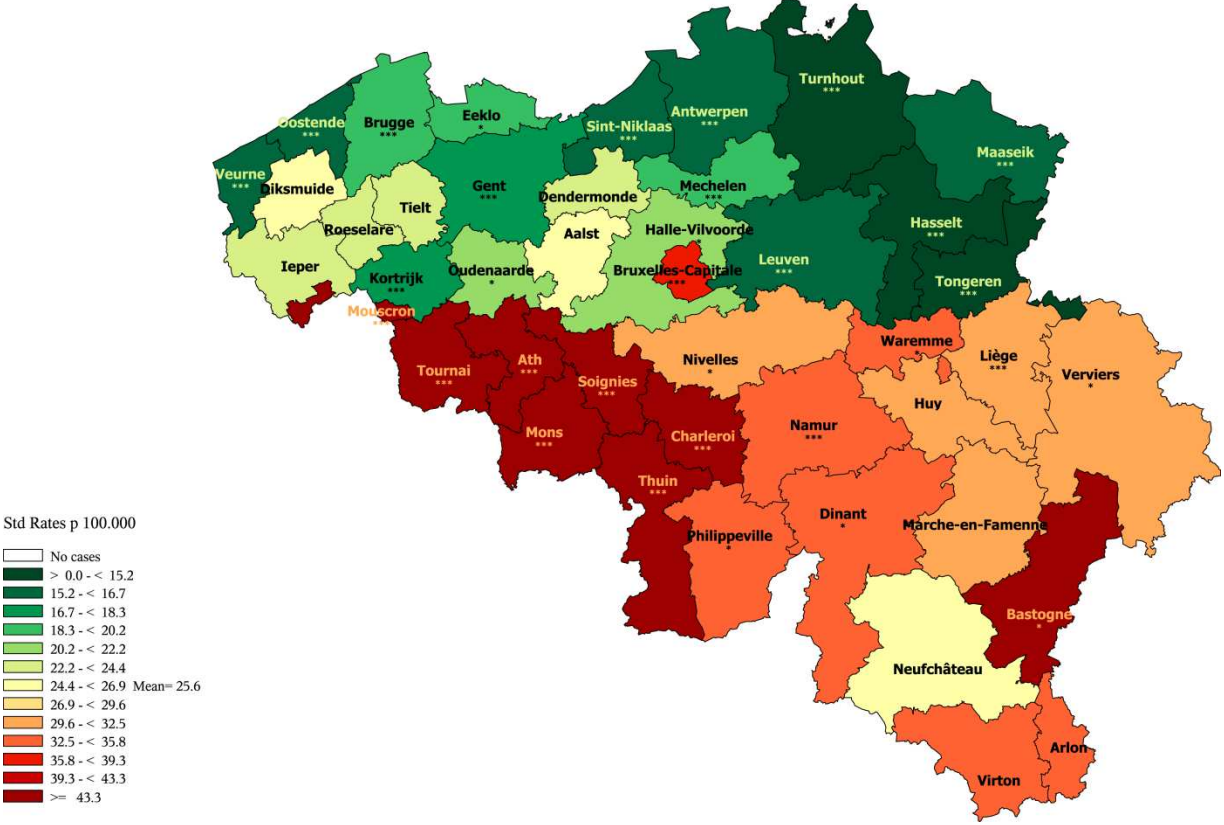 Turnhout
***
Oostende
***
Brugge
***
Eeklo
*
Sint-Niklaas
***
Antwerpen
***
Maaseik
***
Veurne
***
Diksmuide
Tielt
Gent
***
Dendermonde
Mechelen
***
Hasselt
***
Roeselare
Aalst
Halle-Vilvoorde
*
Ieper
Kortrijk
***
Oudenaarde
*
Bruxelles-Capitale
***
Leuven
***
Tongeren
***
Mouscron
***
Tournai
***
Ath
***
Soignies
***
Nivelles
*
Waremme
*
Liège
***
Verviers
*
Huy
Mons
***
Charleroi
***
Namur
***
Thuin
***
Philippeville
*
Dinant
*
Marche-en-Famenne
Bastogne
*
Neufchâteau
Virton
Arlon
Std Rates p 100.000
No cases
> 0.0 - < 15.2
15.2 - < 16.7
16.7 - < 18.3
18.3 - < 20.2
20.2 - < 22.2
22.2 - < 24.4
24.4 - < 26.9 Mean= 25.6
26.9 - < 29.6
29.6 - < 32.5
32.5 - < 35.8
35.8 - < 39.3
39.3 - < 43.3
>= 43.3